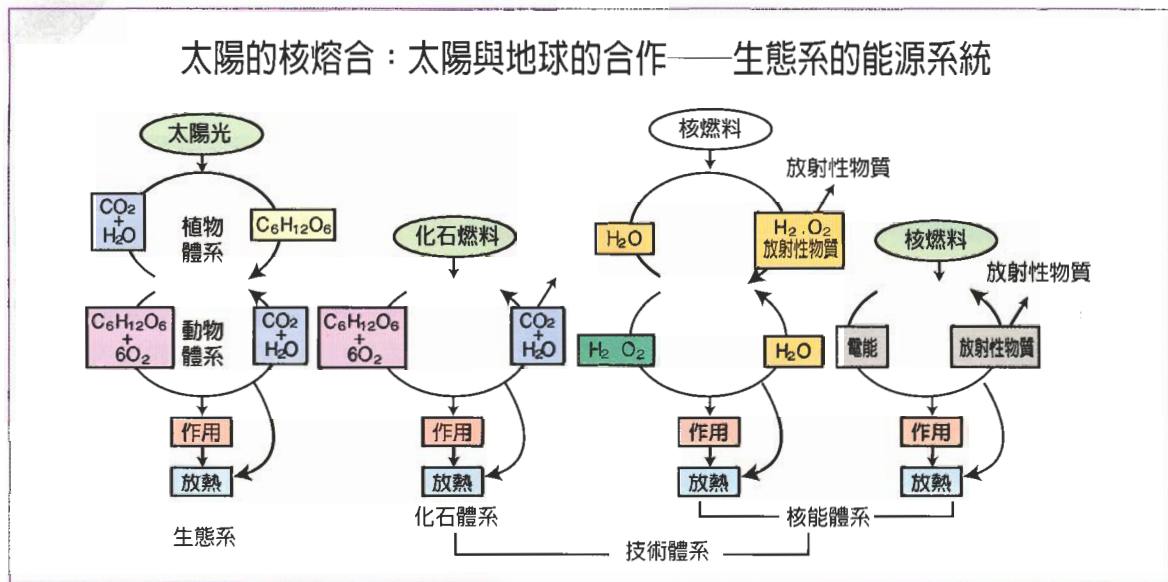 太陽的核熔合：太陽與地球的合作——生態系的能源系統
太陽光
CO2
+
H2O
植物
體系
C6H12O6
C6H12O6
+
6O2
動物
體系
CO2
+
H2O
作用
放熱
生態系
化石燃料
C6H12O6
+
6O2
CO2
+
H2O
作用
放熱
化石體系
核燃料
放射性物質
H2O
H2.O2
放射性物質
H2 O2
H2O
作用
放熱
核燃料
放射性物質
電能
放射性物質
作用
放熱
核能體系
技術體系